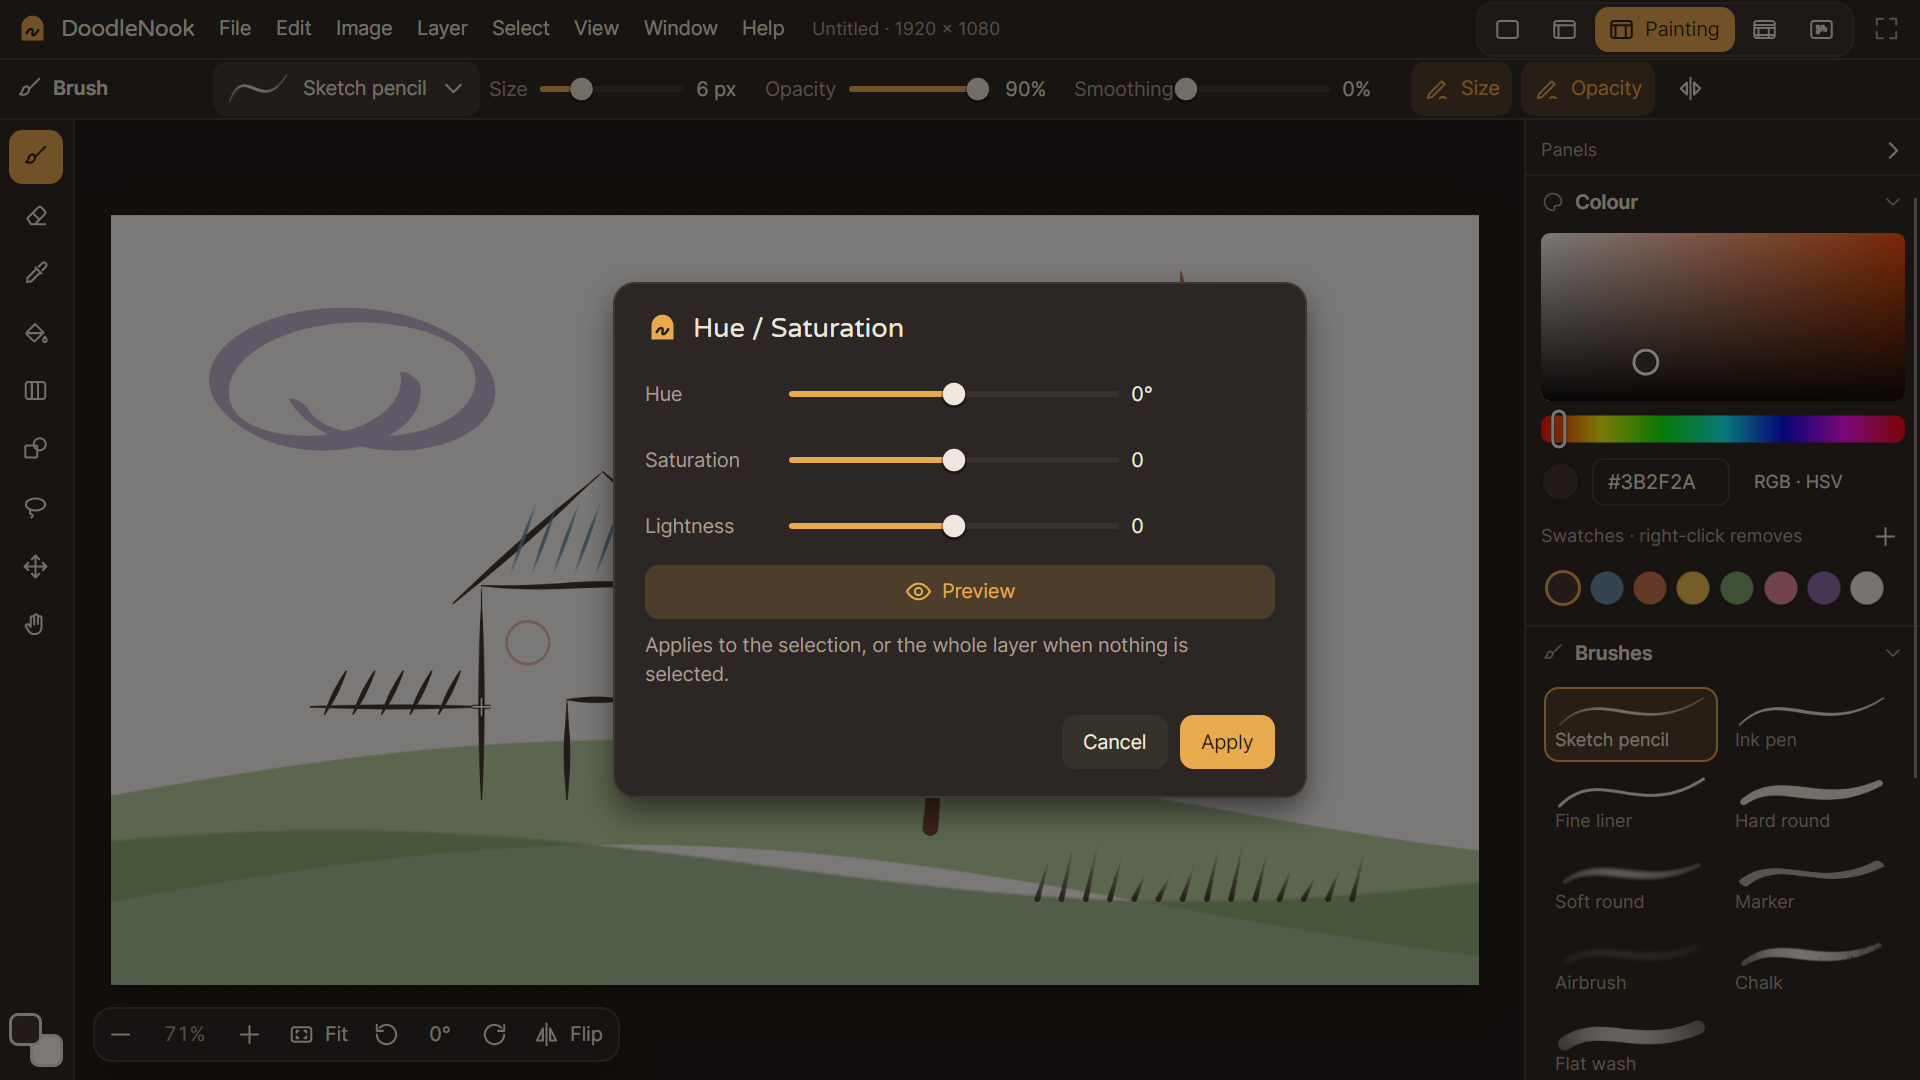 DoodleNook File Edit Image Layer Select View Window Help Untitled · 1920 × 1080 Painting
Brush Sketch pencil Size 6 px Opacity 90% Smoothing 0% Size Opacity
Panels
Colour
#3B2F2A RGB · HSV
Swatches · right-click removes
Brushes
Sketch pencil Ink pen
Fine liner Hard round
Soft round Marker
Airbrush Chalk
Flat wash
Hue / Saturation
Hue 0°
Saturation 0
Lightness 0
Preview
Applies to the selection, or the whole layer when nothing is
selected.
Cancel Apply
71% Fit 0° Flip